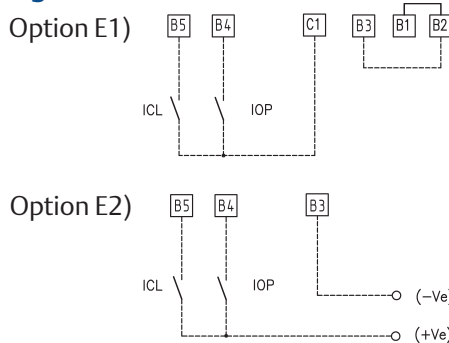 Option E1)
B5 B4 C1 B3 B1 B2
ICL IOP
Option E2)
B5 B4 B3
ICL IOP
(-Ve)
(+Ve)